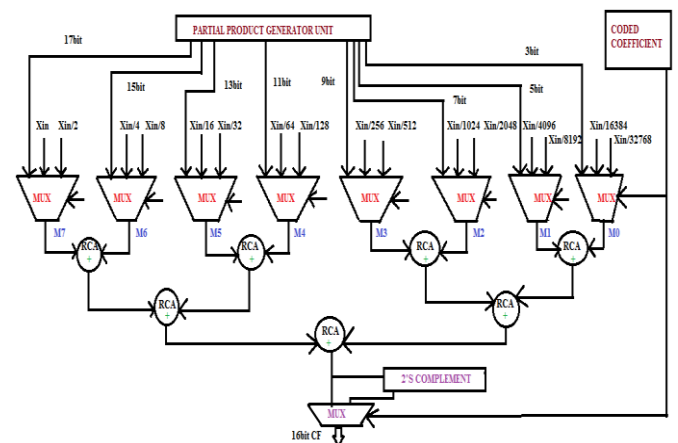 PARTIAL PRODUCT GENERATOR UNIT
CODED
COEFFICIENT
17bit
15bit
13bit
11bit
9bit
7bit
5bit
3bit
Xin Xin/2
Xin/4 Xin/8
Xin/16 Xin/32
Xin/64 Xin/128
Xin/256 Xin/512
Xin/1024 Xin/2048
Xin/4096
Xin/8192
Xin/16384
Xin/32768
MUX MUX MUX MUX MUX MUX MUX MUX
M7 M6 M5 M4 M3 M2 M1 M0
RCA RCA RCA RCA
+ + + +
RCA RCA
+ +
RCA
+
2'S COMPLEMENT
MUX
16bit CF